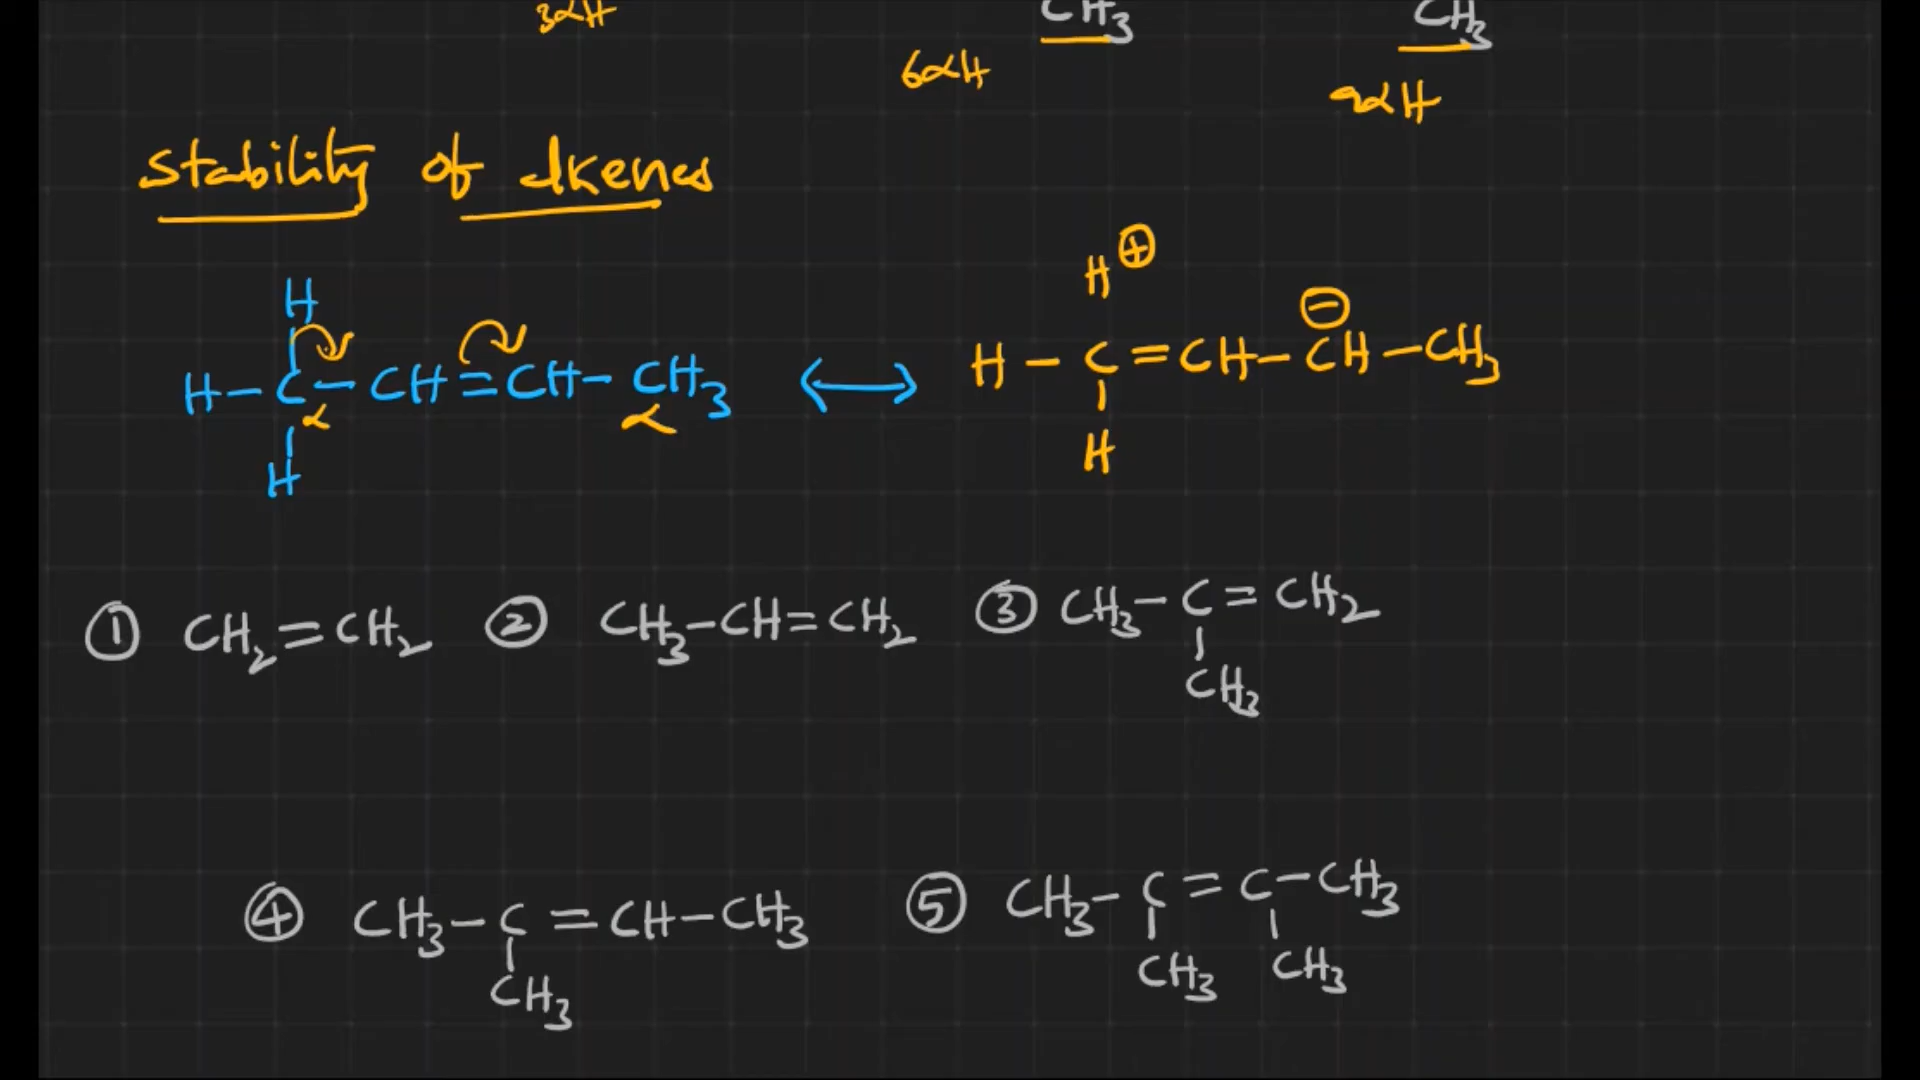 3αH
CH3
CH3
6αH
9αH
Stability of alkenes
H
H ⊕
H – C – CH = CH – CH3 ⟷ H – C = CH – CH – CH3
⊖
α
α
H
H
① CH2 = CH2 ② CH3 – CH = CH2 ③ CH3 – C = CH2
CH3
④ CH3 – C = CH – CH3 ⑤ CH3 – C = C – CH3
CH3
CH3 CH3